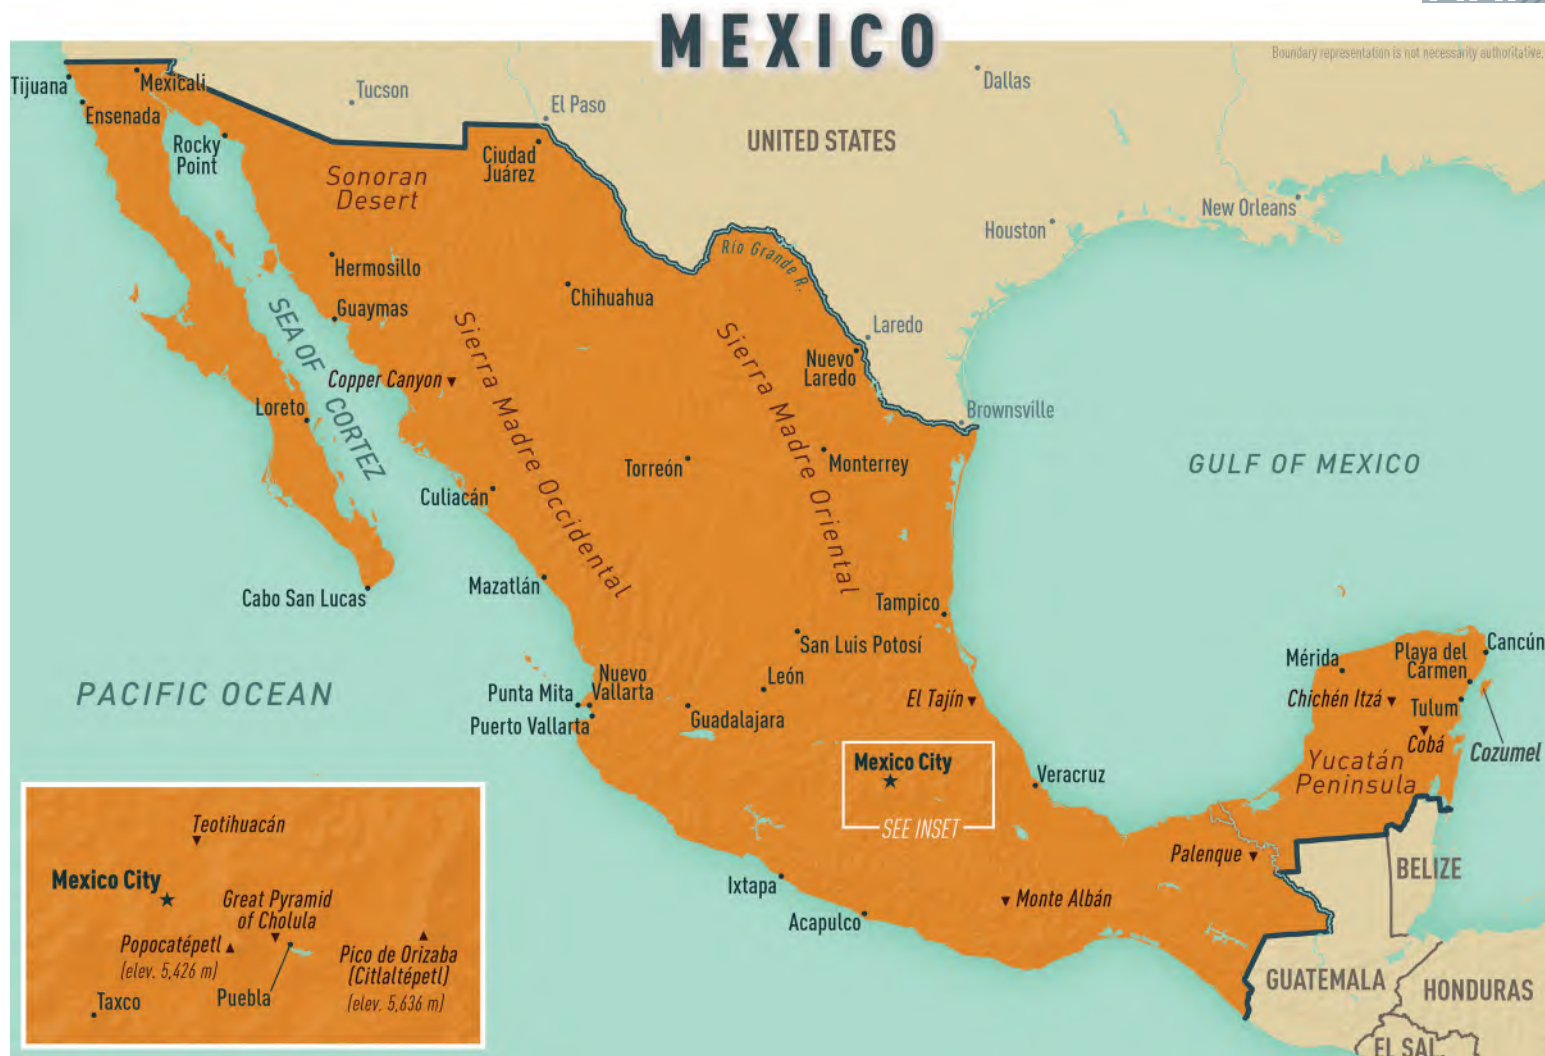 MEXICO
Boundary representation is not necessarily authoritative.
Tijuana
Mexicali
Ensenada
Tucson
El Paso
Dallas
UNITED STATES
Rocky
Point
Sonoran
Desert
Ciudad
Juárez
New Orleans
Houston
Río Grande R.
Hermosillo
Guaymas
Chihuahua
SEA OF CORTEZ
Sierra Madre Occidental
Sierra Madre Oriental
Laredo
Nuevo
Laredo
Copper Canyon
Loreto
Brownsville
Torreón
Monterrey
GULF OF MEXICO
Culiacán
Cabo San Lucas
Mazatlán
Tampico
San Luis Potosí
PACIFIC OCEAN
Nuevo
Vallarta
Punta Mita
Puerto Vallarta
León
Guadalajara
El Tajín
Mérida
Playa del
Carmen
Cancún
Chichén Itzá
Tulum
Cobá
Cozumel
Yucatán
Peninsula
Mexico City
SEE INSET
Veracruz
Palenque
BELIZE
Ixtapa
Acapulco
Monte Albán
GUATEMALA
HONDURAS
EL SAL.
Teotihuacán
Mexico City
Great Pyramid
of Cholula
Popocatépetl
(elev. 5,426 m)
Pico de Orizaba
(Citlaltépetl)
(elev. 5,636 m)
Puebla
Taxco